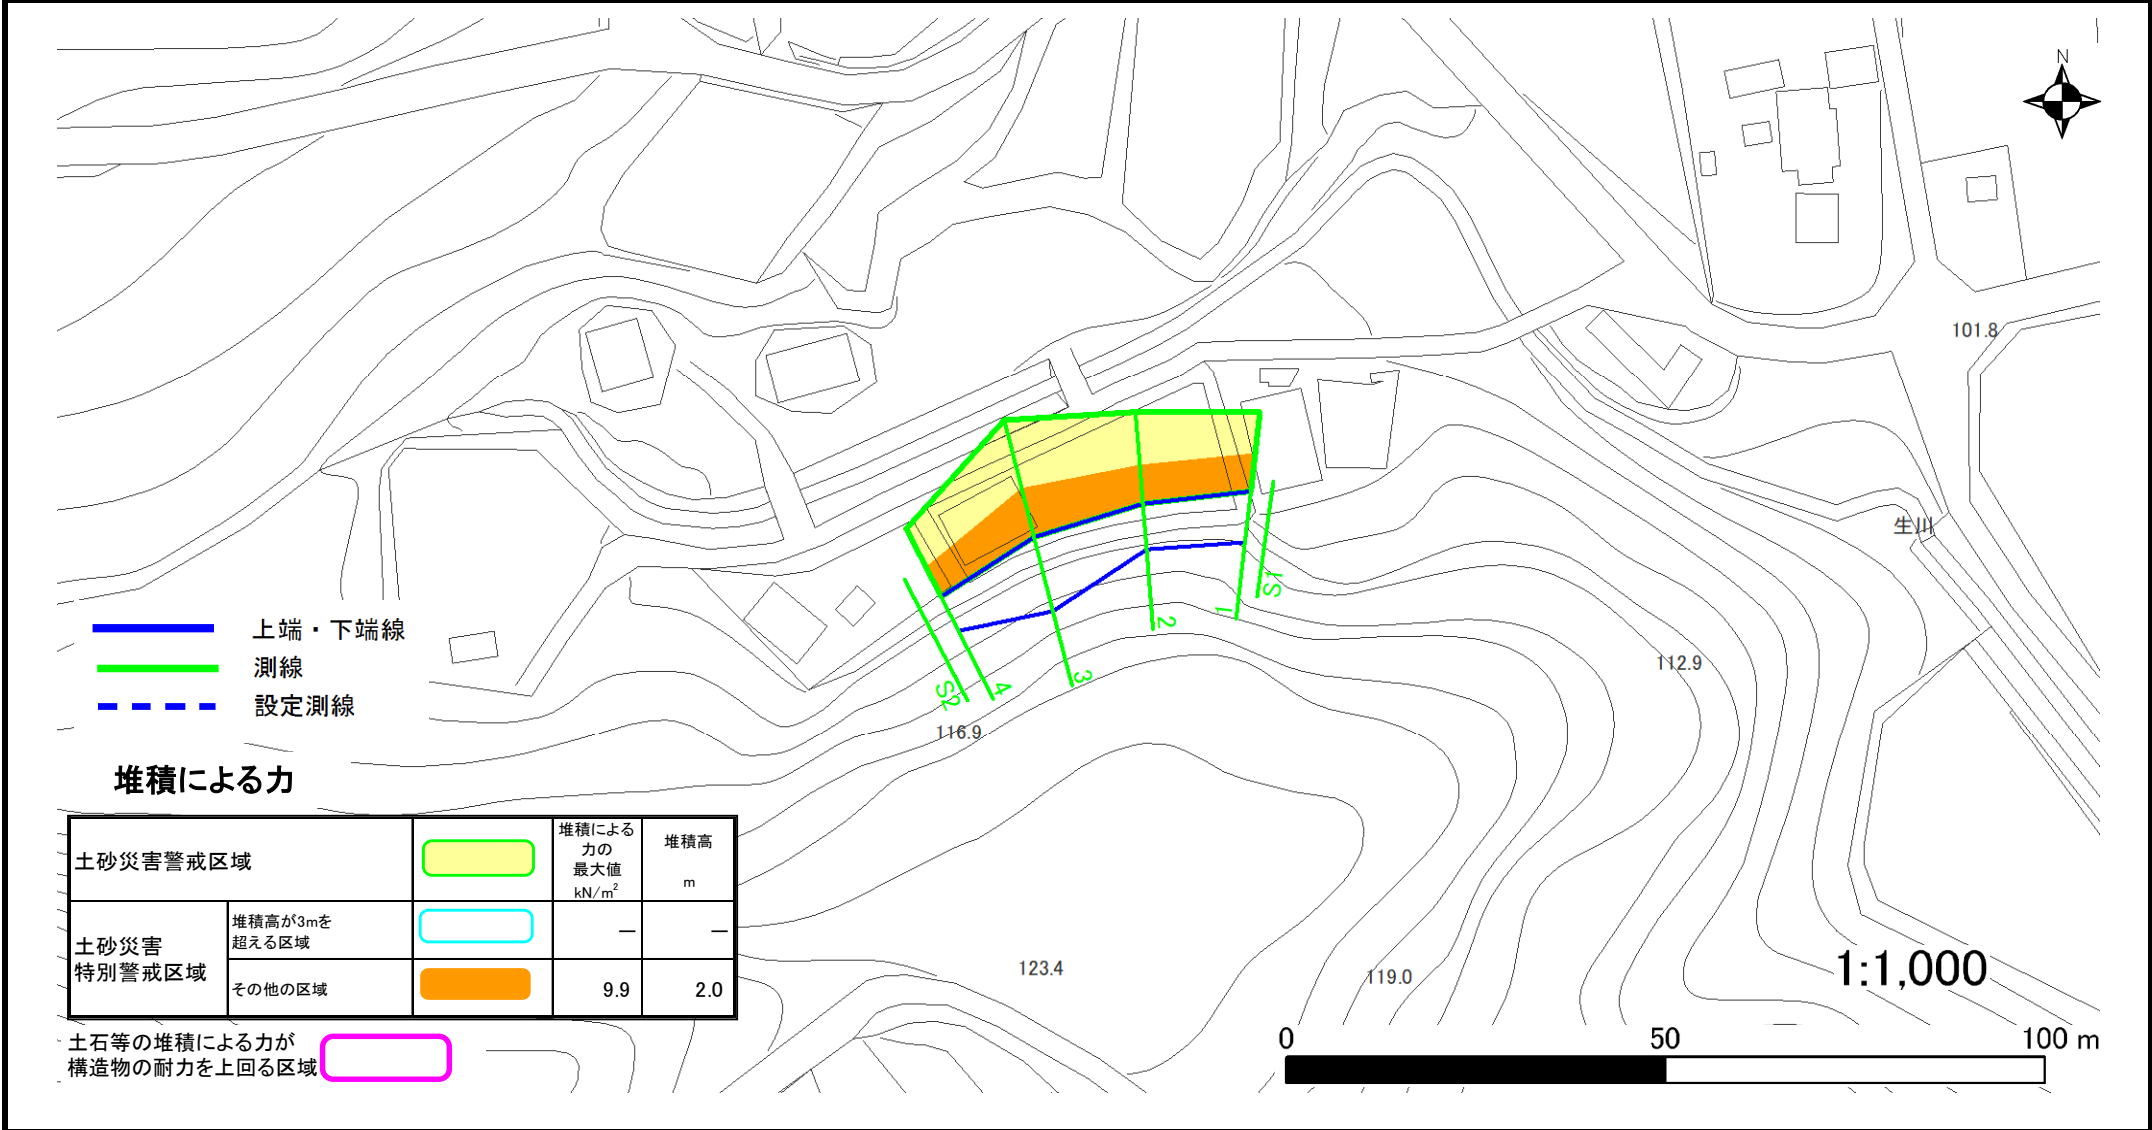 N
101.8
生川
S1
1
2
3
4
S2
112.9
116.9
上端・下端線
測線
設定測線
堆積による力
土砂災害警戒区域
堆積による
力の
最大値
kN/m²
堆積高
m
土砂災害
特別警戒区域
堆積高が3mを
超える区域
―
―
その他の区域
9.9
2.0
123.4
119.0
1:1,000
土石等の堆積による力が
構造物の耐力を上回る区域
0
50
100 m